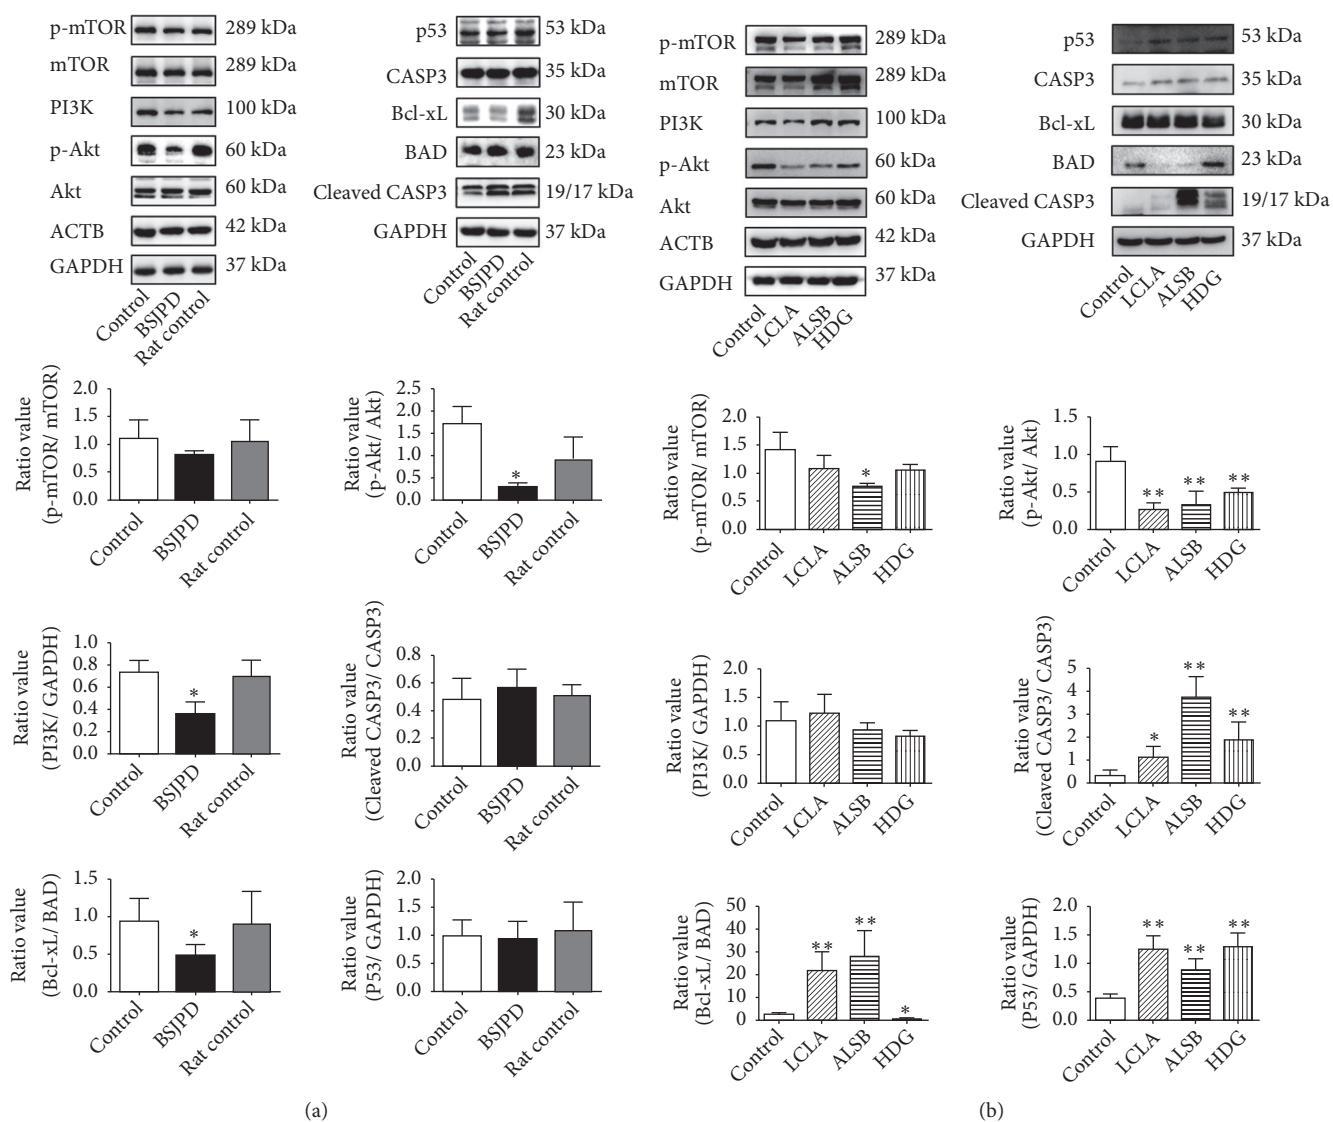 p-mTOR 289 kDa
mTOR 289 kDa
PI3K 100 kDa
p-Akt 60 kDa
Akt 60 kDa
ACTB 42 kDa
GAPDH 37 kDa
Control
BSJPD
Rat control
p53 53 kDa
CASP3 35 kDa
Bcl-xL 30 kDa
BAD 23 kDa
Cleaved CASP3 19/17 kDa
GAPDH 37 kDa
Control
BSJPD
Rat control
Ratio value
(p-mTOR/ mTOR)
2.0
1.5
1.0
0.5
0.0
Control
BSJPD
Rat control
Ratio value
(p-Akt/ Akt)
2.5
2.0
1.5
1.0
0.5
0.0
*
Control
BSJPD
Rat control
Ratio value
(PI3K/ GAPDH)
1.0
0.8
0.6
0.4
0.2
0.0
*
Control
BSJPD
Rat control
Ratio value
(Cleaved CASP3/ CASP3)
0.8
0.6
0.4
0.2
0.0
Control
BSJPD
Rat control
Ratio value
(Bcl-xL/ BAD)
1.5
1.0
0.5
0.0
*
Control
BSJPD
Rat control
Ratio value
(P53/ GAPDH)
2.0
1.5
1.0
0.5
0.0
Control
BSJPD
Rat control
(a)
p-mTOR 289 kDa
mTOR 289 kDa
PI3K 100 kDa
p-Akt 60 kDa
Akt 60 kDa
ACTB 42 kDa
GAPDH 37 kDa
Control
LCLA
ALSB
HDG
p53 53 kDa
CASP3 35 kDa
Bcl-xL 30 kDa
BAD 23 kDa
Cleaved CASP3 19/17 kDa
GAPDH 37 kDa
Control
LCLA
ALSB
HDG
Ratio value
(p-mTOR/ mTOR)
2.0
1.5
1.0
0.5
0.0
*
Control
LCLA
ALSB
HDG
Ratio value
(p-Akt/ Akt)
1.5
1.0
0.5
0.0
** ** **
Control
LCLA
ALSB
HDG
Ratio value
(PI3K/ GAPDH)
2.0
1.5
1.0
0.5
0.0
Control
LCLA
ALSB
HDG
Ratio value
(Cleaved CASP3/ CASP3)
5
4
3
2
1
0
* ** **
Control
LCLA
ALSB
HDG
Ratio value
(Bcl-xL/ BAD)
50
40
30
20
10
0
** ** *
Control
LCLA
ALSB
HDG
Ratio value
(P53/ GAPDH)
2.0
1.5
1.0
0.5
0.0
** ** **
Control
LCLA
ALSB
HDG
(b)